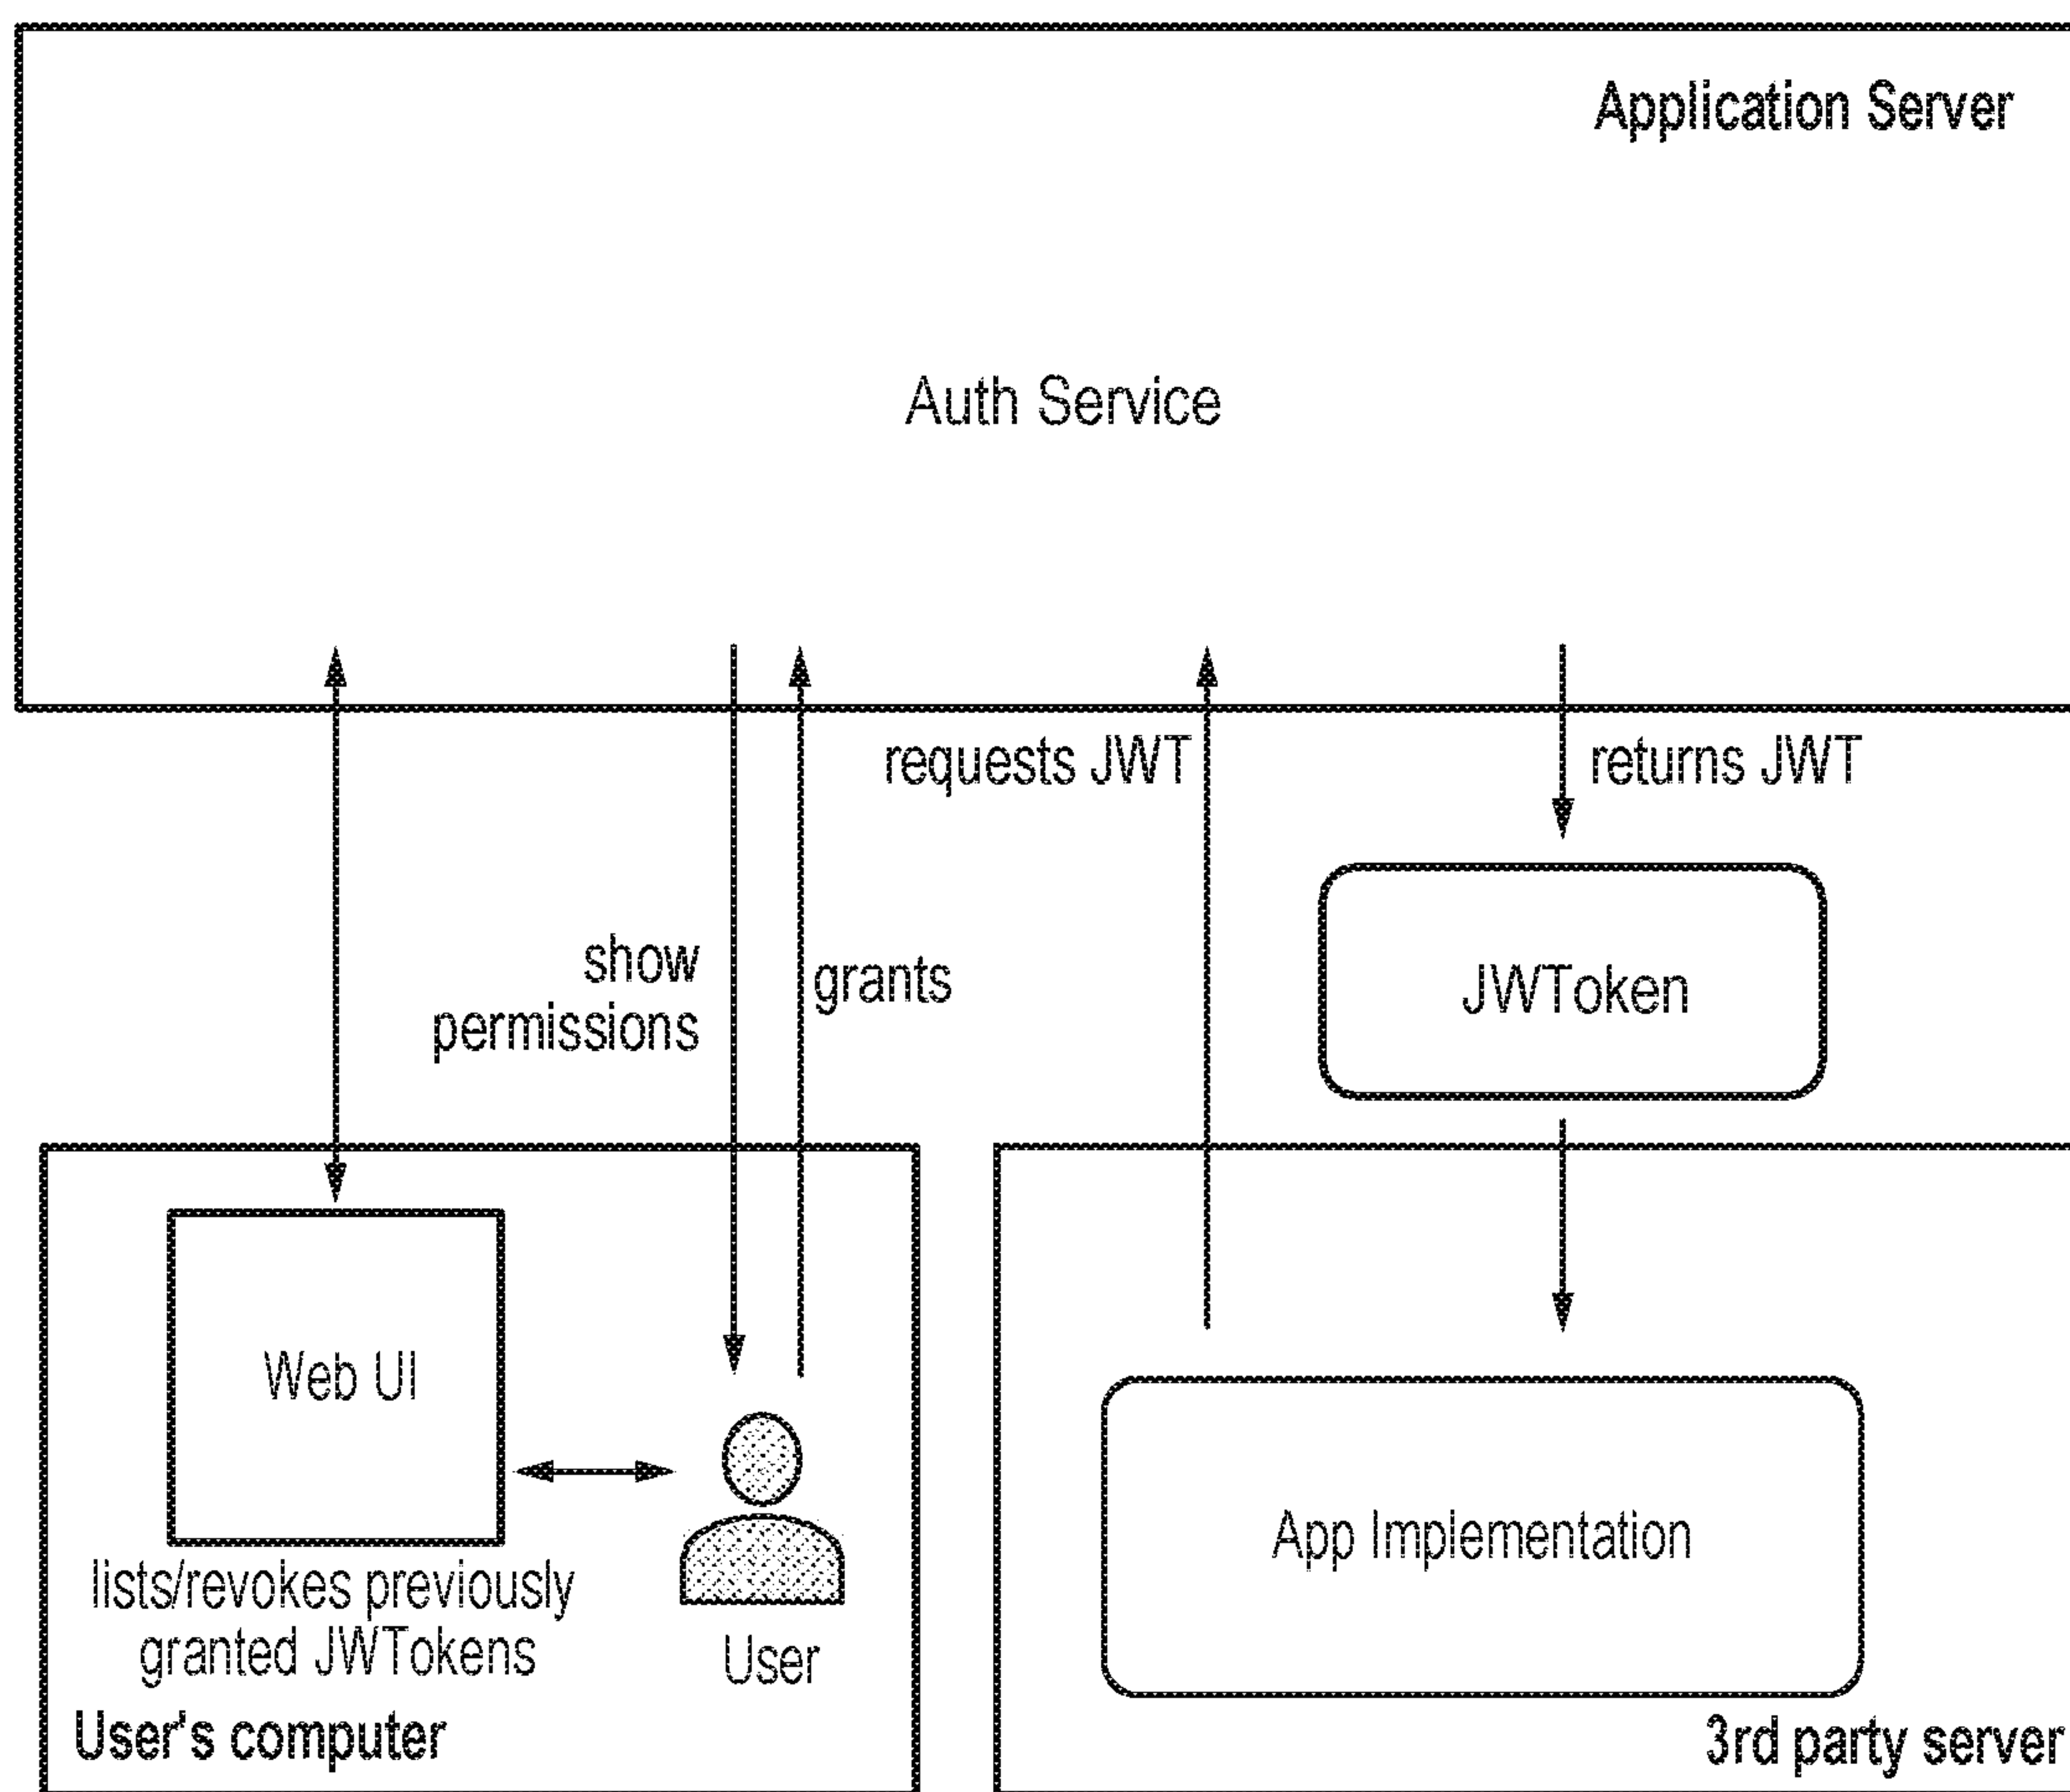 Application Server
Auth Service
requests JWT
returns JWT
show
permissions
grants
JWToken
Web UI
lists/revokes previously
granted JWTokens
User
User's computer
App Implementation
3rd party server